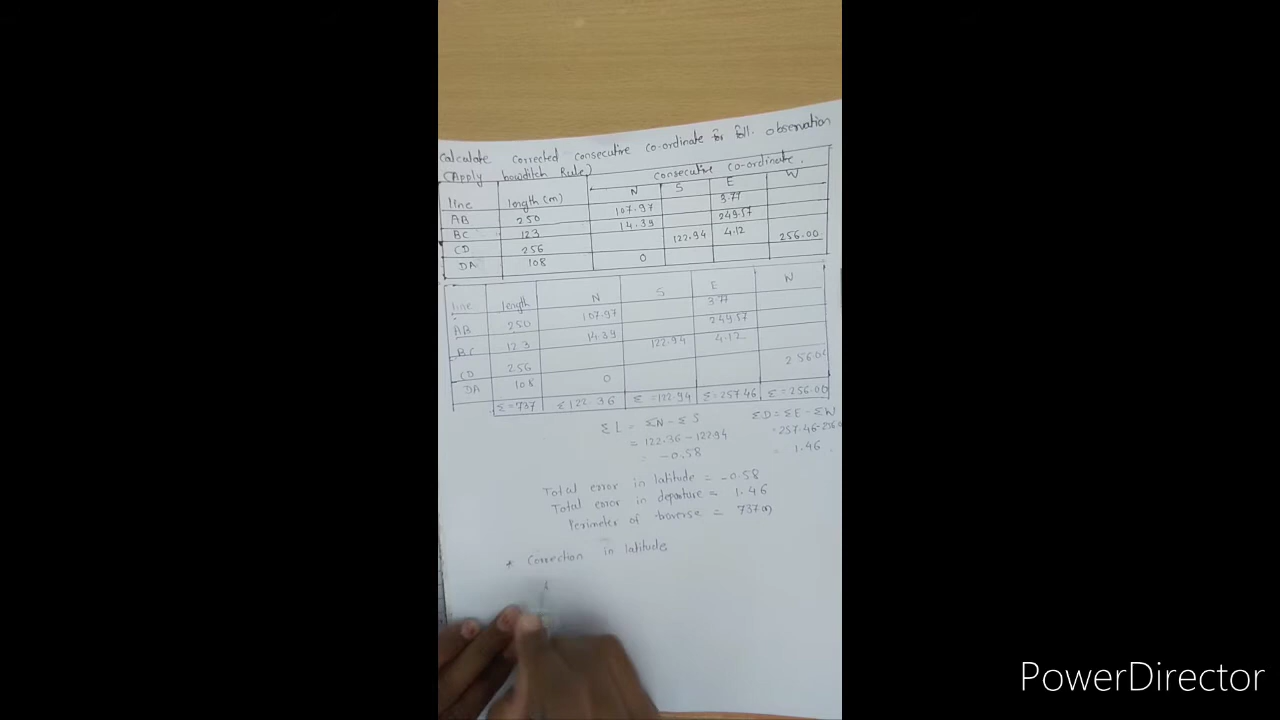 Calculate corrected consecutive co-ordinate for foll. observation
(Apply bowditch Rule)
line length (m) consecutive co-ordinate.
N S E W
AB 250 107.97 3.77
BC 123 14.39 249.57
CD 256 122.94 4.12
DA 108 0 256.00
line length N S E W
AB 250 107.97 3.77
BC 123 14.39 249.57
CD 256 122.94 4.12
DA 108 0 256.00
Σ=737 Σ122.36 Σ=122.94 Σ=257.46 Σ=256.00
ΣL = ΣN - ΣS ΣD = ΣE - ΣW
= 122.36 - 122.94 = 257.46 -
= -0.58 = 1.46
Total error in latitude = -0.58
Total error in departure = 1.46
Perimeter of traverse = 737
* Correction in latitude
PowerDirector